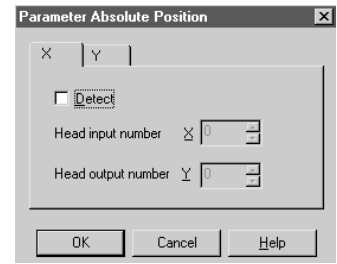 Parameter Absolute Position
X Y
Detect
Head input number X 0
Head output number Y 0
OK Cancel Help